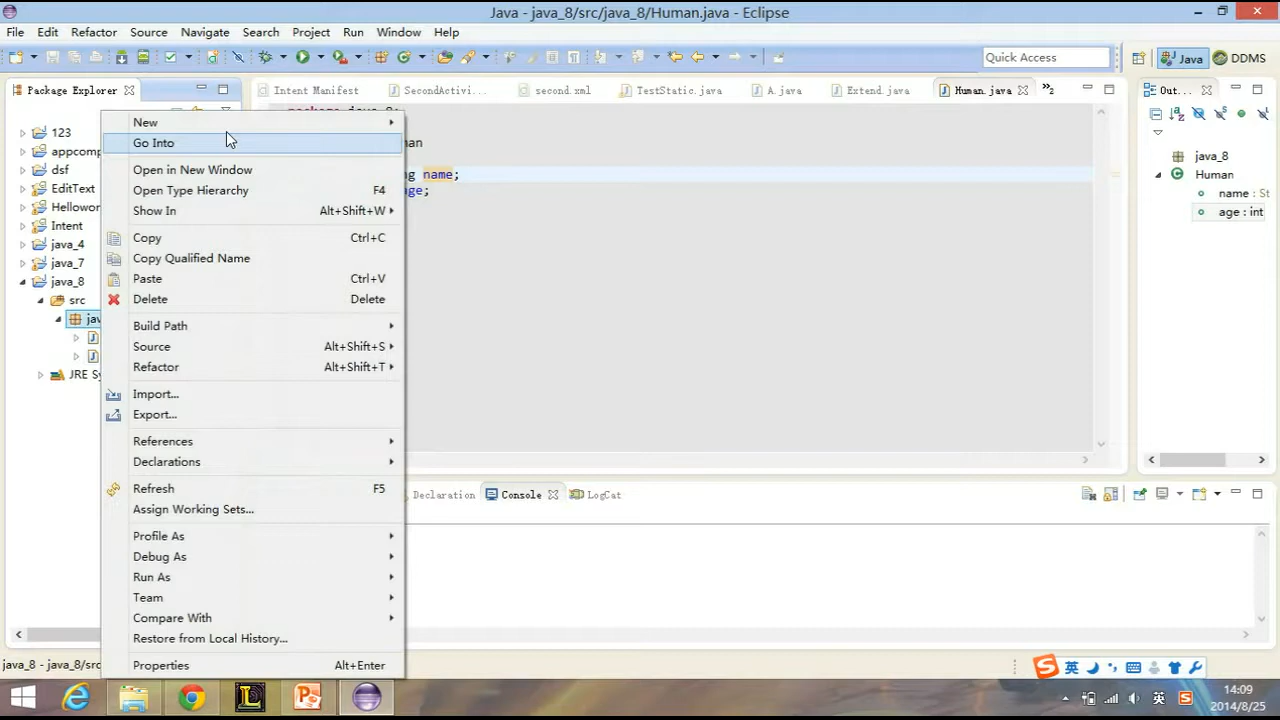 Java - java_8/src/java_8/Human.java - Eclipse
File Edit Refactor Source Navigate Search Project Run Window Help
Quick Access
Java
DDMS
Package Explorer
Intent Manifest
SecondActivi...
second.xml
TestStatic.java
A.java
Extend.java
Human.java
»2
Out...
123
appcomp
dsf
EditText
Hellowor
Intent
java_4
java_7
java_8
src
jav
JRE Sy
New
Go Into
Open in New Window
Open Type Hierarchy F4
Show In Alt+Shift+W
Copy Ctrl+C
Copy Qualified Name
Paste Ctrl+V
Delete Delete
Build Path
Source Alt+Shift+S
Refactor Alt+Shift+T
Import...
Export...
References
Declarations
Refresh F5
Assign Working Sets...
Profile As
Debug As
Run As
Team
Compare With
Restore from Local History...
Properties Alt+Enter
an
ng name;
ge;
java_8
Human
name : St
age : int
Declaration
Console
LogCat
java_8 - java_8/src
英
英
14:09
2014/8/25